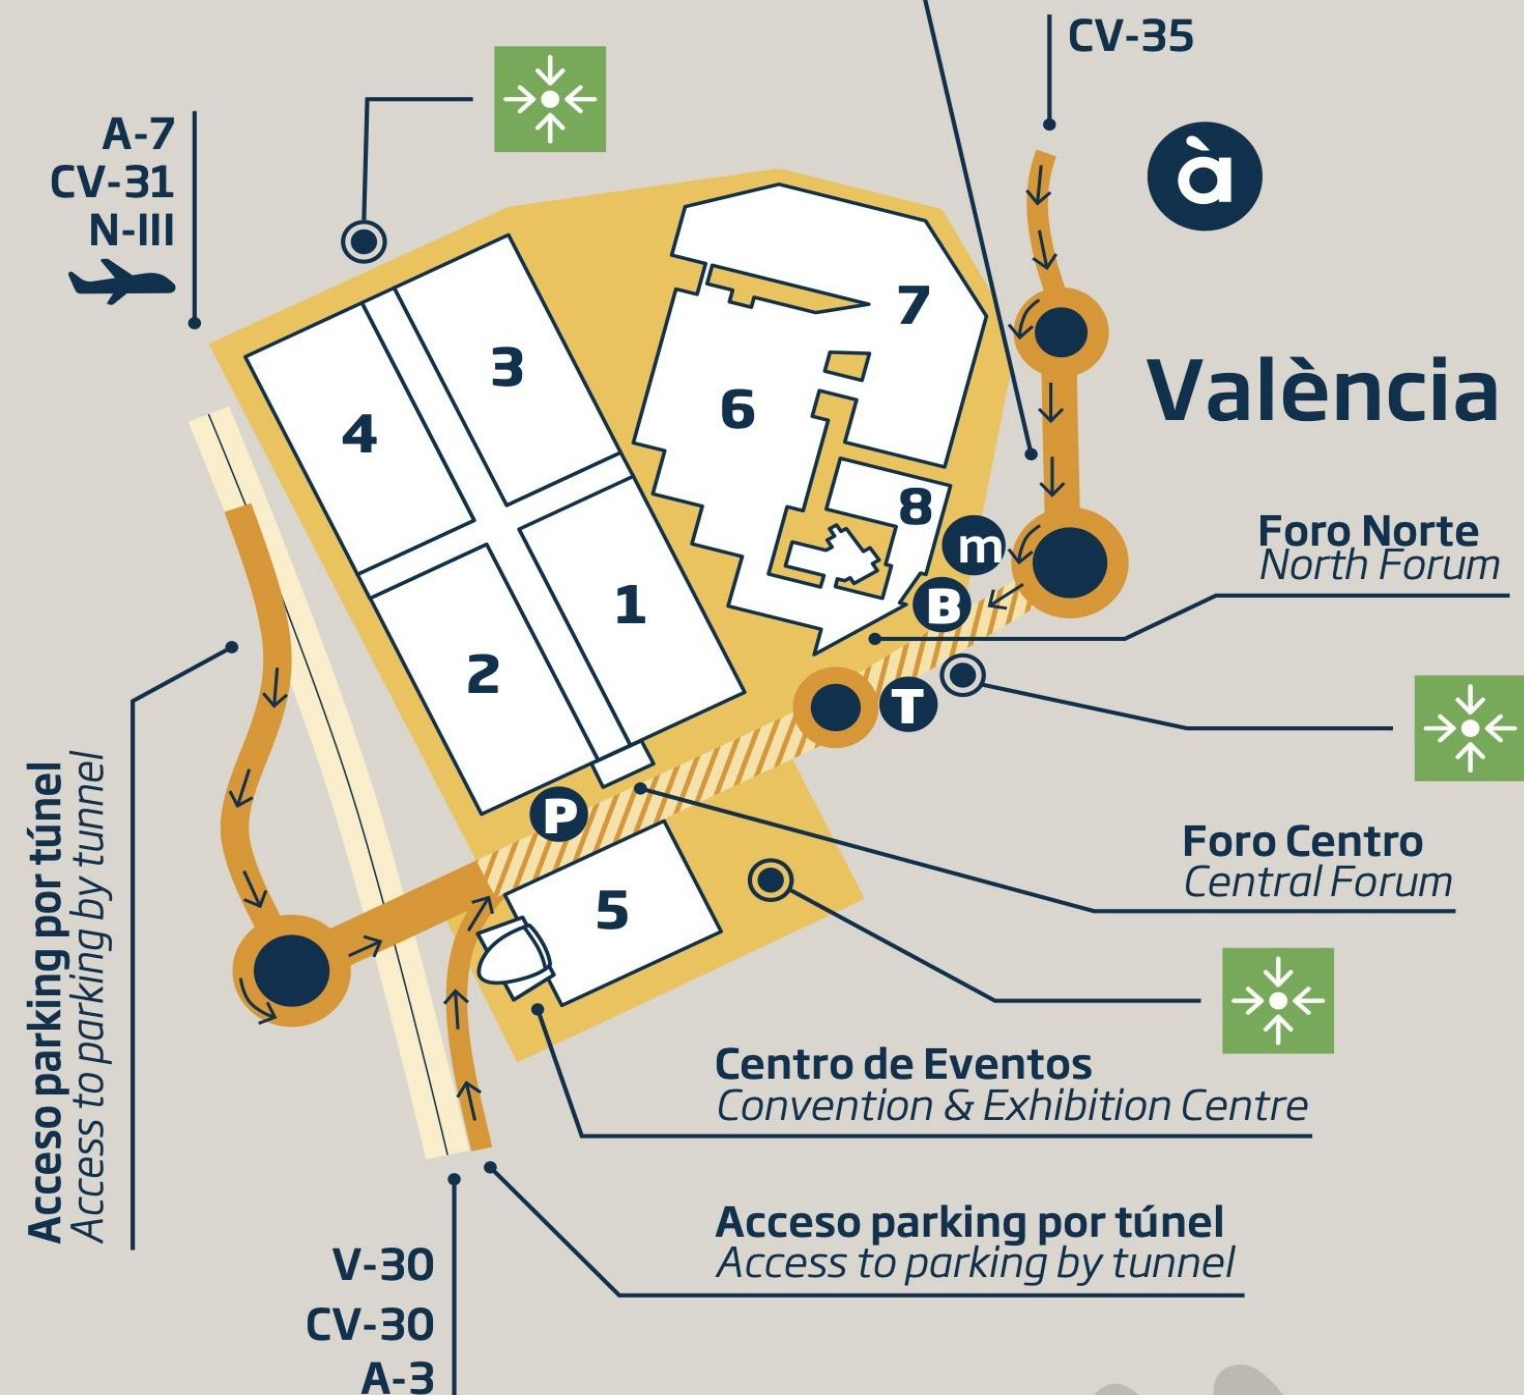 CV-35
A-7
CV-31
N-III
à
València
3
7
4
6
8
m
Foro Norte
North Forum
B
1
2
T
P
Foro Centro
Central Forum
5
Acceso parking por túnel
Access to parking by tunnel
Centro de Eventos
Convention & Exhibition Centre
Acceso parking por túnel
Access to parking by tunnel
V-30
CV-30
A-3